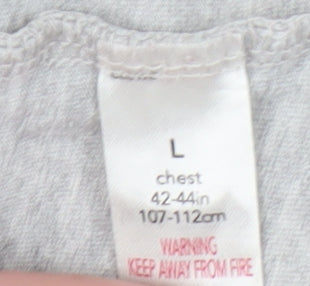 L
chest
42-44in
107-112cm
WARNING
KEEP AWAY FROM FIRE